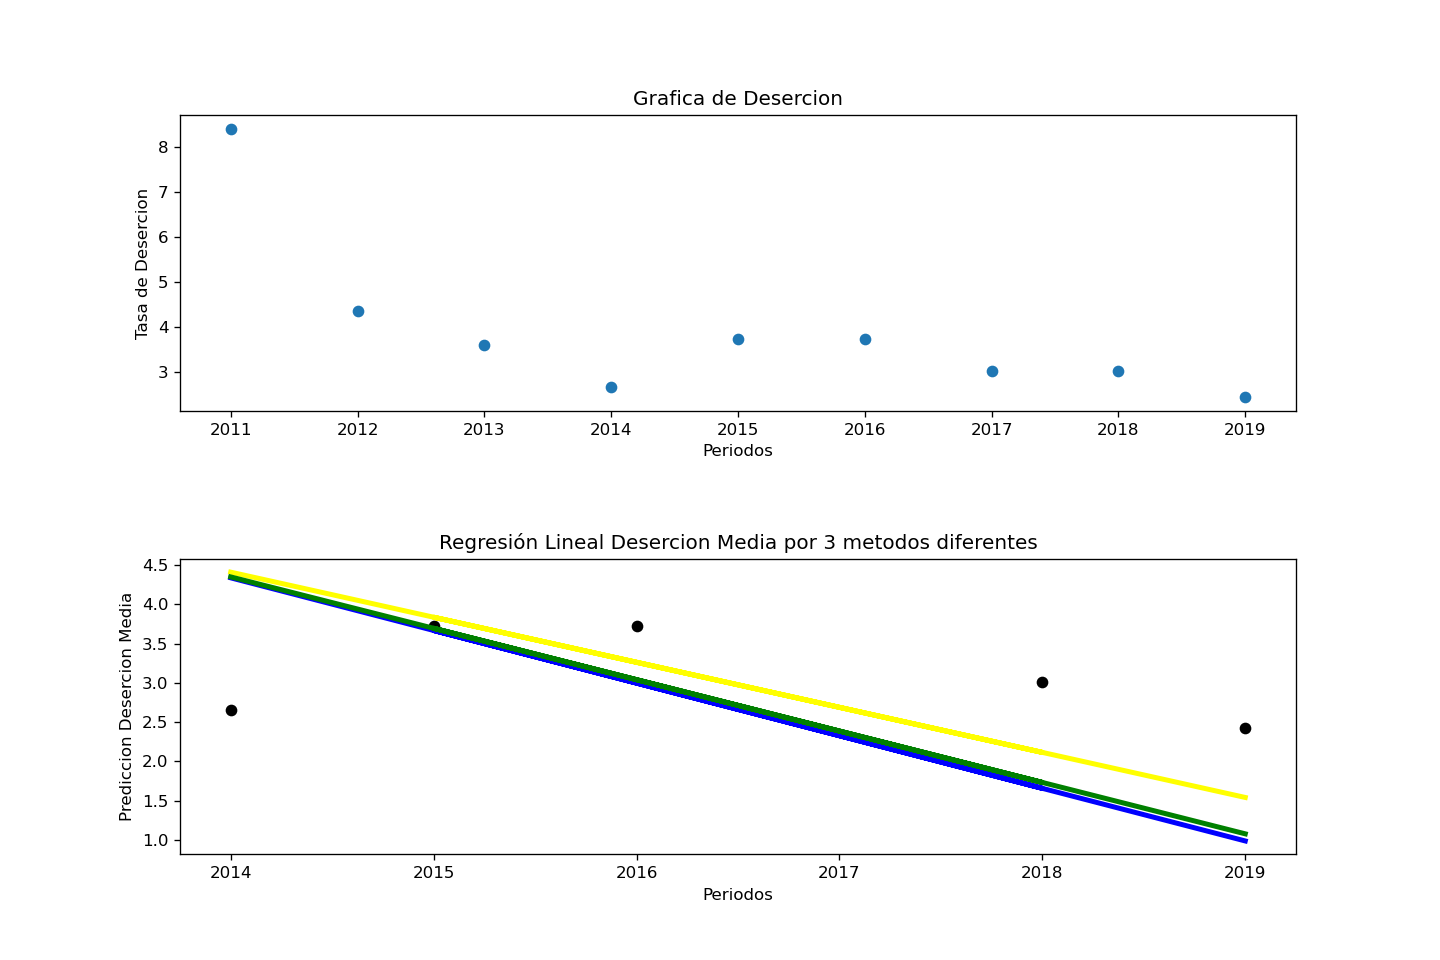 Grafica de Desercion
Tasa de Desercion
8
7
6
5
4
3
2011 2012 2013 2014 2015 2016 2017 2018 2019
Periodos
Regresión Lineal Desercion Media por 3 metodos diferentes
Prediccion Desercion Media
4.5
4.0
3.5
3.0
2.5
2.0
1.5
1.0
2014 2015 2016 2017 2018 2019
Periodos